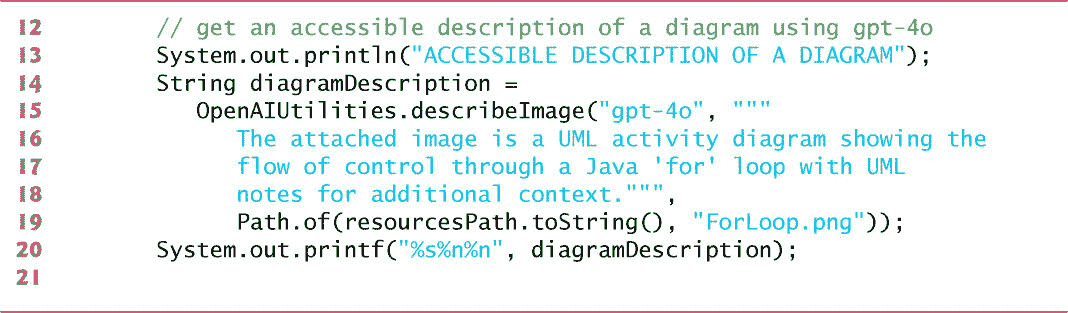 12 // get an accessible description of a diagram using gpt-4o
13 System.out.println("ACCESSIBLE DESCRIPTION OF A DIAGRAM");
14 String diagramDescription =
15 OpenAIUtilities.describeImage("gpt-4o", """
16 The attached image is a UML activity diagram showing the
17 flow of control through a Java 'for' loop with UML
18 notes for additional context.""",
19 Path.of(resourcesPath.toString(), "ForLoop.png"));
20 System.out.printf("%s%n%n", diagramDescription);
21